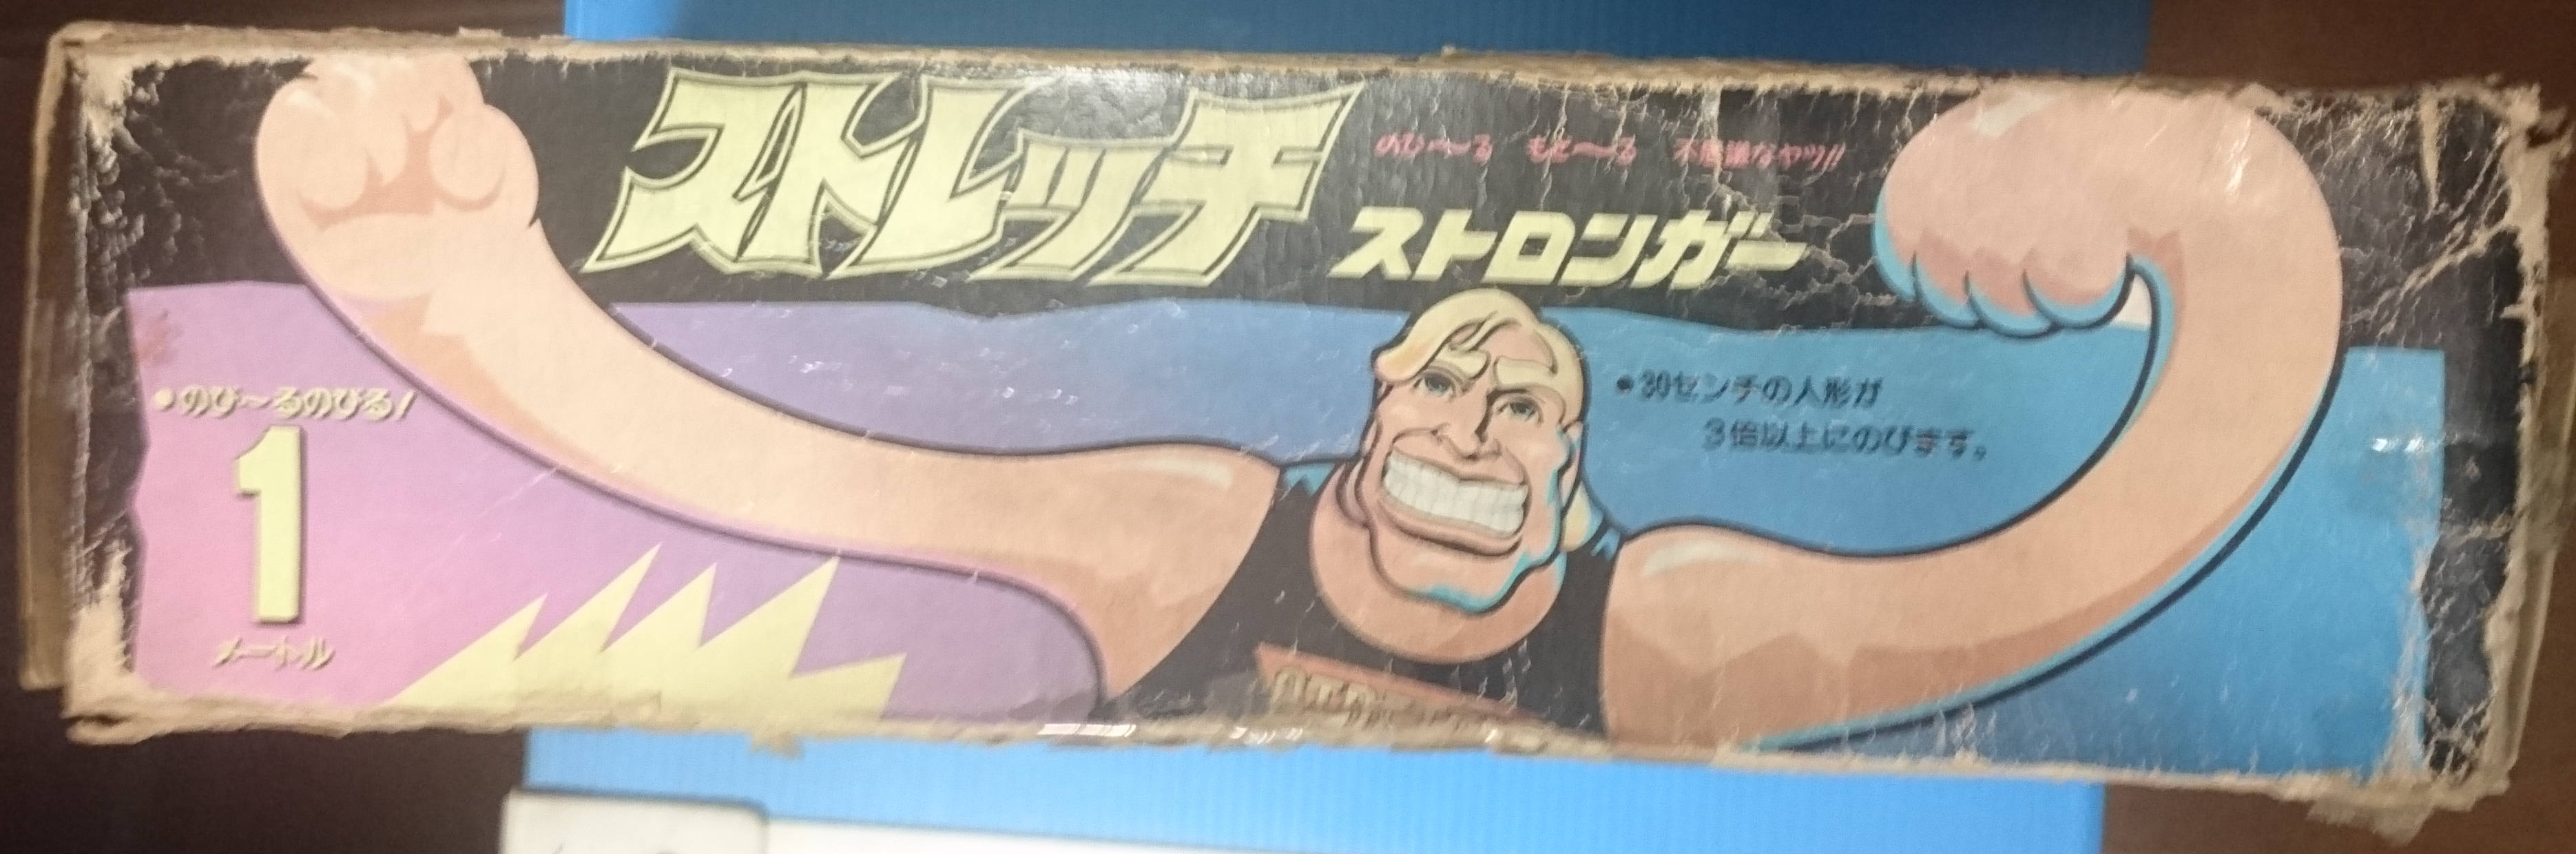 ストレッチ
のび〜〜る もど〜〜る 不思議なヤツ!!
ストロンガー
●のび〜るのびる!
1
メートル
●30センチの人形が
3倍以上にのびます。